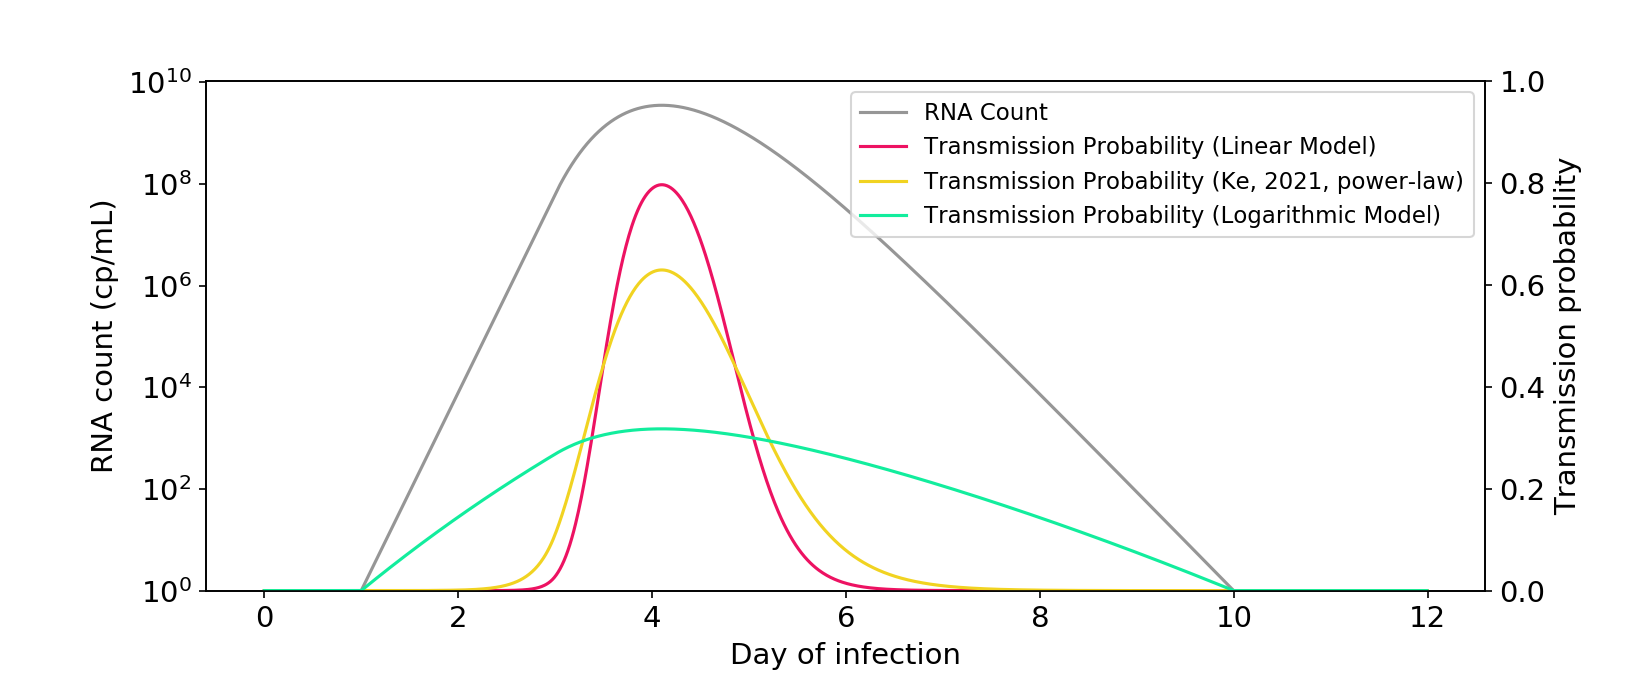 RNA Count
Transmission Probability (Linear Model)
Transmission Probability (Ke, 2021, power-law)
Transmission Probability (Logarithmic Model)
RNA count (cp/mL)
10^10
10^8
10^6
10^4
10^2
10^0
Transmission probability
1.0
0.8
0.6
0.4
0.2
0.0
0 2 4 6 8 10 12
Day of infection